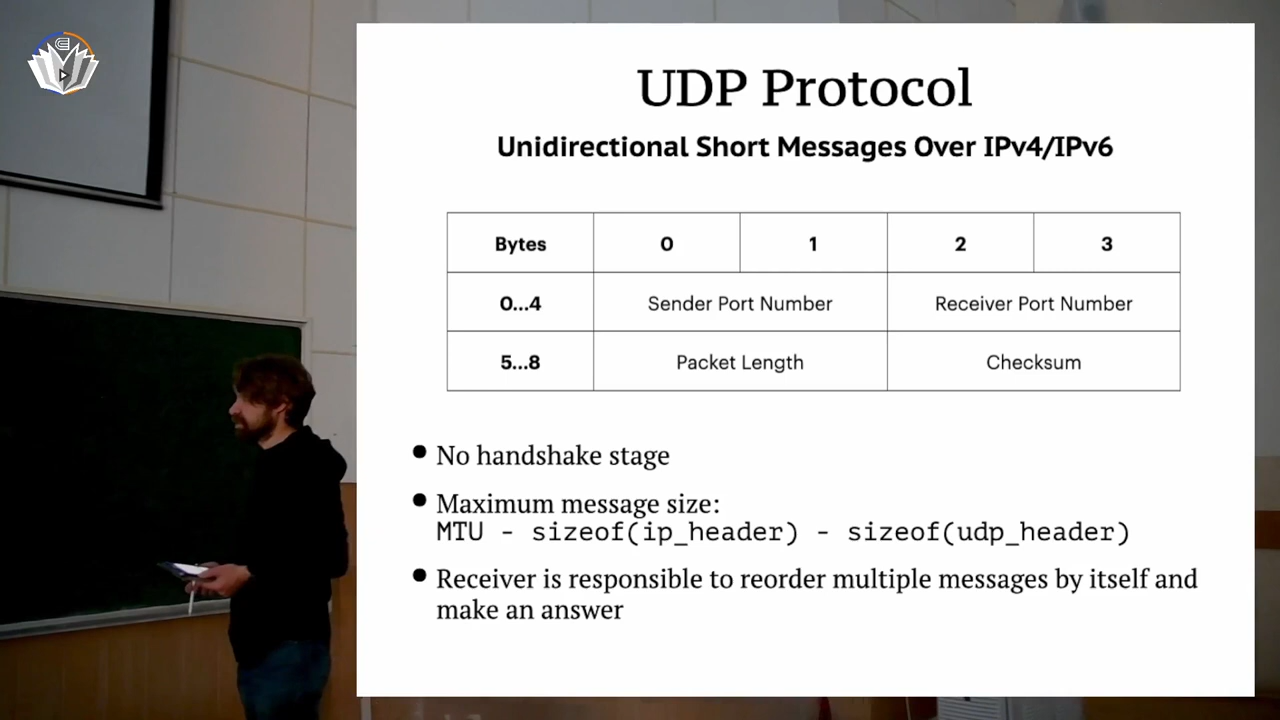 UDP Protocol
Unidirectional Short Messages Over IPv4/IPv6
Bytes 0 1 2 3
0...4 Sender Port Number Receiver Port Number
5...8 Packet Length Checksum
• No handshake stage
• Maximum message size:
MTU - sizeof(ip_header) - sizeof(udp_header)
• Receiver is responsible to reorder multiple messages by itself and
make an answer